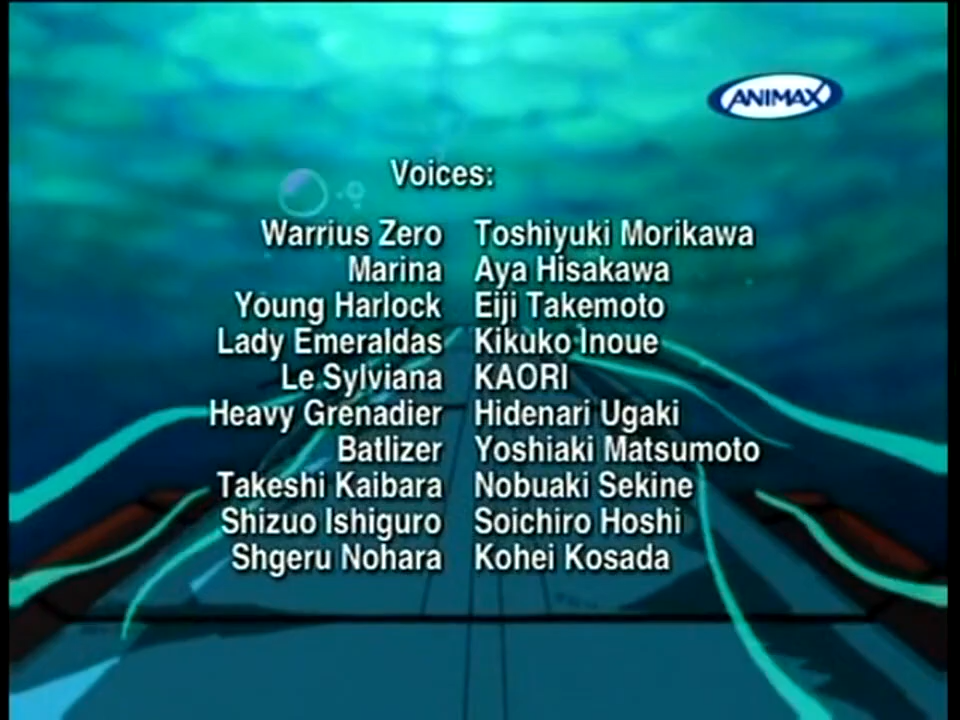 ANIMAX
Voices:
Warrius Zero Toshiyuki Morikawa
Marina Aya Hisakawa
Young Harlock Eiji Takemoto
Lady Emeraldas Kikuko Inoue
Le Sylviana KAORI
Heavy Grenadier Hidenari Ugaki
Batlizer Yoshiaki Matsumoto
Takeshi Kaibara Nobuaki Sekine
Shizuo Ishiguro Soichiro Hoshi
Shgeru Nohara Kohei Kosada